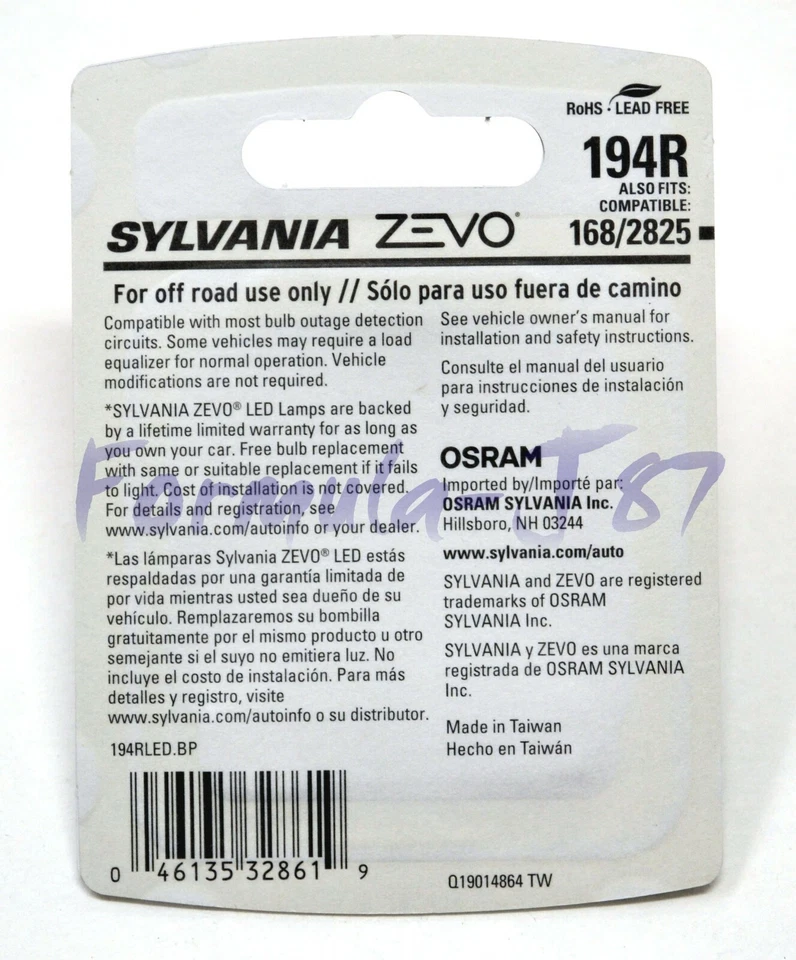 RoHS · LEAD FREE
194R
ALSO FITS:
COMPATIBLE:
168/2825
SYLVANIA ZEVO®
For off road use only // Sólo para uso fuera de camino
Compatible with most bulb outage detection
circuits. Some vehicles may require a load
equalizer for normal operation. Vehicle
modifications are not required.
*SYLVANIA ZEVO® LED Lamps are backed
by a lifetime limited warranty for as long as
you own your car. Free bulb replacement
with same or suitable replacement if it fails
to light. Cost of installation is not covered.
For details and registration, see
www.sylvania.com/autoinfo or your dealer.
*Las lámparas Sylvania ZEVO® LED estás
respaldadas por una garantía limitada de
por vida mientras usted sea dueño de su
vehículo. Remplazaremos su bombilla
gratuitamente por el mismo producto u otro
semejante si el suyo no emitiera luz. No
incluye el costo de instalación. Para más
detalles y registro, visite
www.sylvania.com/autoinfo o su distributor.
194RLED.BP
0 46135 32861 9
See vehicle owner's manual for
installation and safety instructions.
Consulte el manual del usuario
para instrucciones de instalación
y seguridad.
OSRAM
Imported by/Importé par:
OSRAM SYLVANIA Inc.
Hillsboro, NH 03244
www.sylvania.com/auto
SYLVANIA and ZEVO are registered
trademarks of OSRAM
SYLVANIA Inc.
SYLVANIA y ZEVO es una marca
registrada de OSRAM SYLVANIA
Inc.
Made in Taiwan
Hecho en Taiwán
Q19014864 TW
Formula-J87